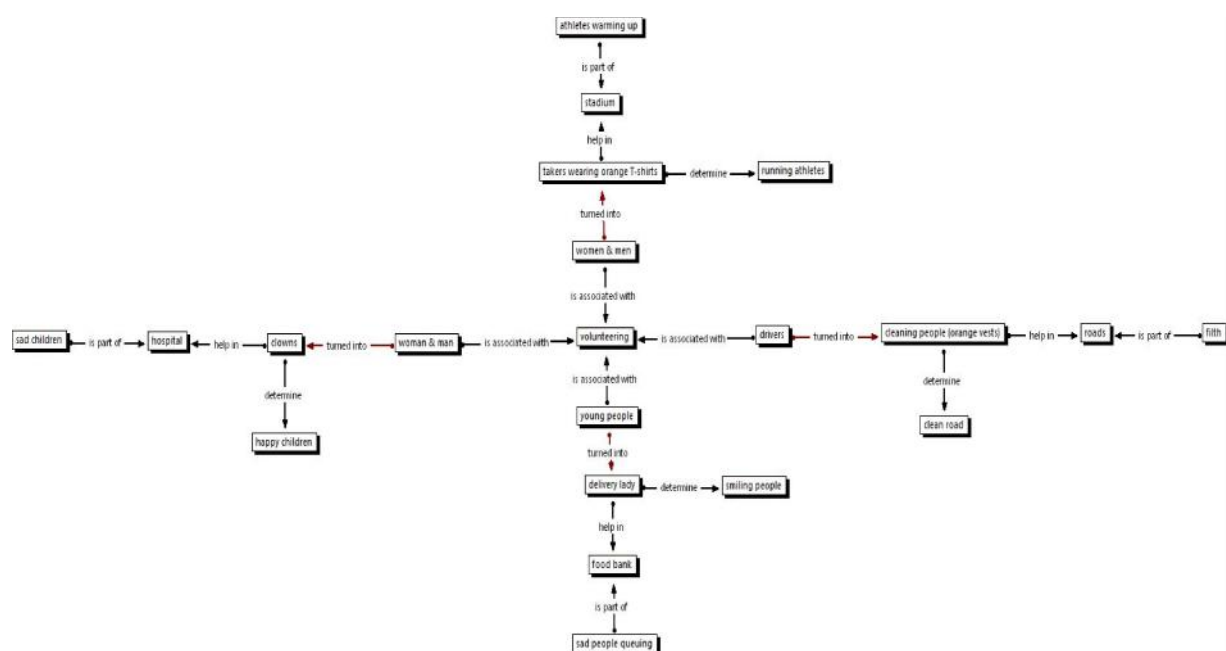 athletes warming up
is part of
stadium
help in
takers wearing orange T-shirts
determine
running athletes
turned into
women & men
is associated with
sad children
is part of
hospital
help in
clowns
turned into
woman & man
is associated with
volunteering
is associated with
drivers
turned into
cleaning people (orange vests)
help in
roads
is part of
filth
determine
happy children
is associated with
young people
determine
clean road
turned into
delivery lady
determine
smiling people
help in
food bank
is part of
sad people queuing